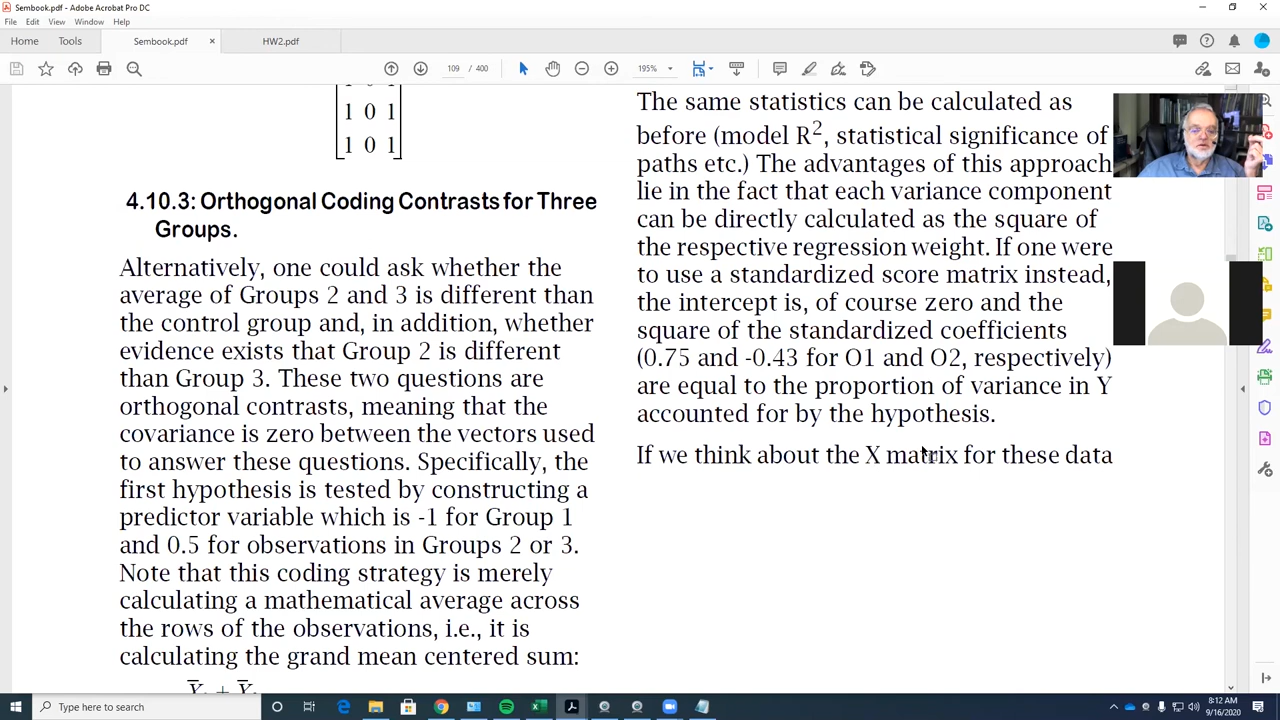 Sembook.pdf - Adobe Acrobat Pro DC
File Edit View Window Help
Home Tools Sembook.pdf × HW2.pdf
109 / 400 195%
1 0 1
1 0 1
4.10.3: Orthogonal Coding Contrasts for Three
Groups.
Alternatively, one could ask whether the
average of Groups 2 and 3 is different than
the control group and, in addition, whether
evidence exists that Group 2 is different
than Group 3. These two questions are
orthogonal contrasts, meaning that the
covariance is zero between the vectors used
to answer these questions. Specifically, the
first hypothesis is tested by constructing a
predictor variable which is -1 for Group 1
and 0.5 for observations in Groups 2 or 3.
Note that this coding strategy is merely
calculating a mathematical average across
the rows of the observations, i.e., it is
calculating the grand mean centered sum:
The same statistics can be calculated as
before (model R², statistical significance of
paths etc.) The advantages of this approach
lie in the fact that each variance component
can be directly calculated as the square of
the respective regression weight. If one were
to use a standardized score matrix instead,
the intercept is, of course zero and the
square of the standardized coefficients
(0.75 and -0.43 for O1 and O2, respectively)
are equal to the proportion of variance in Y
accounted for by the hypothesis.
If we think about the X matrix for these data
Type here to search
8:12 AM
9/16/2020